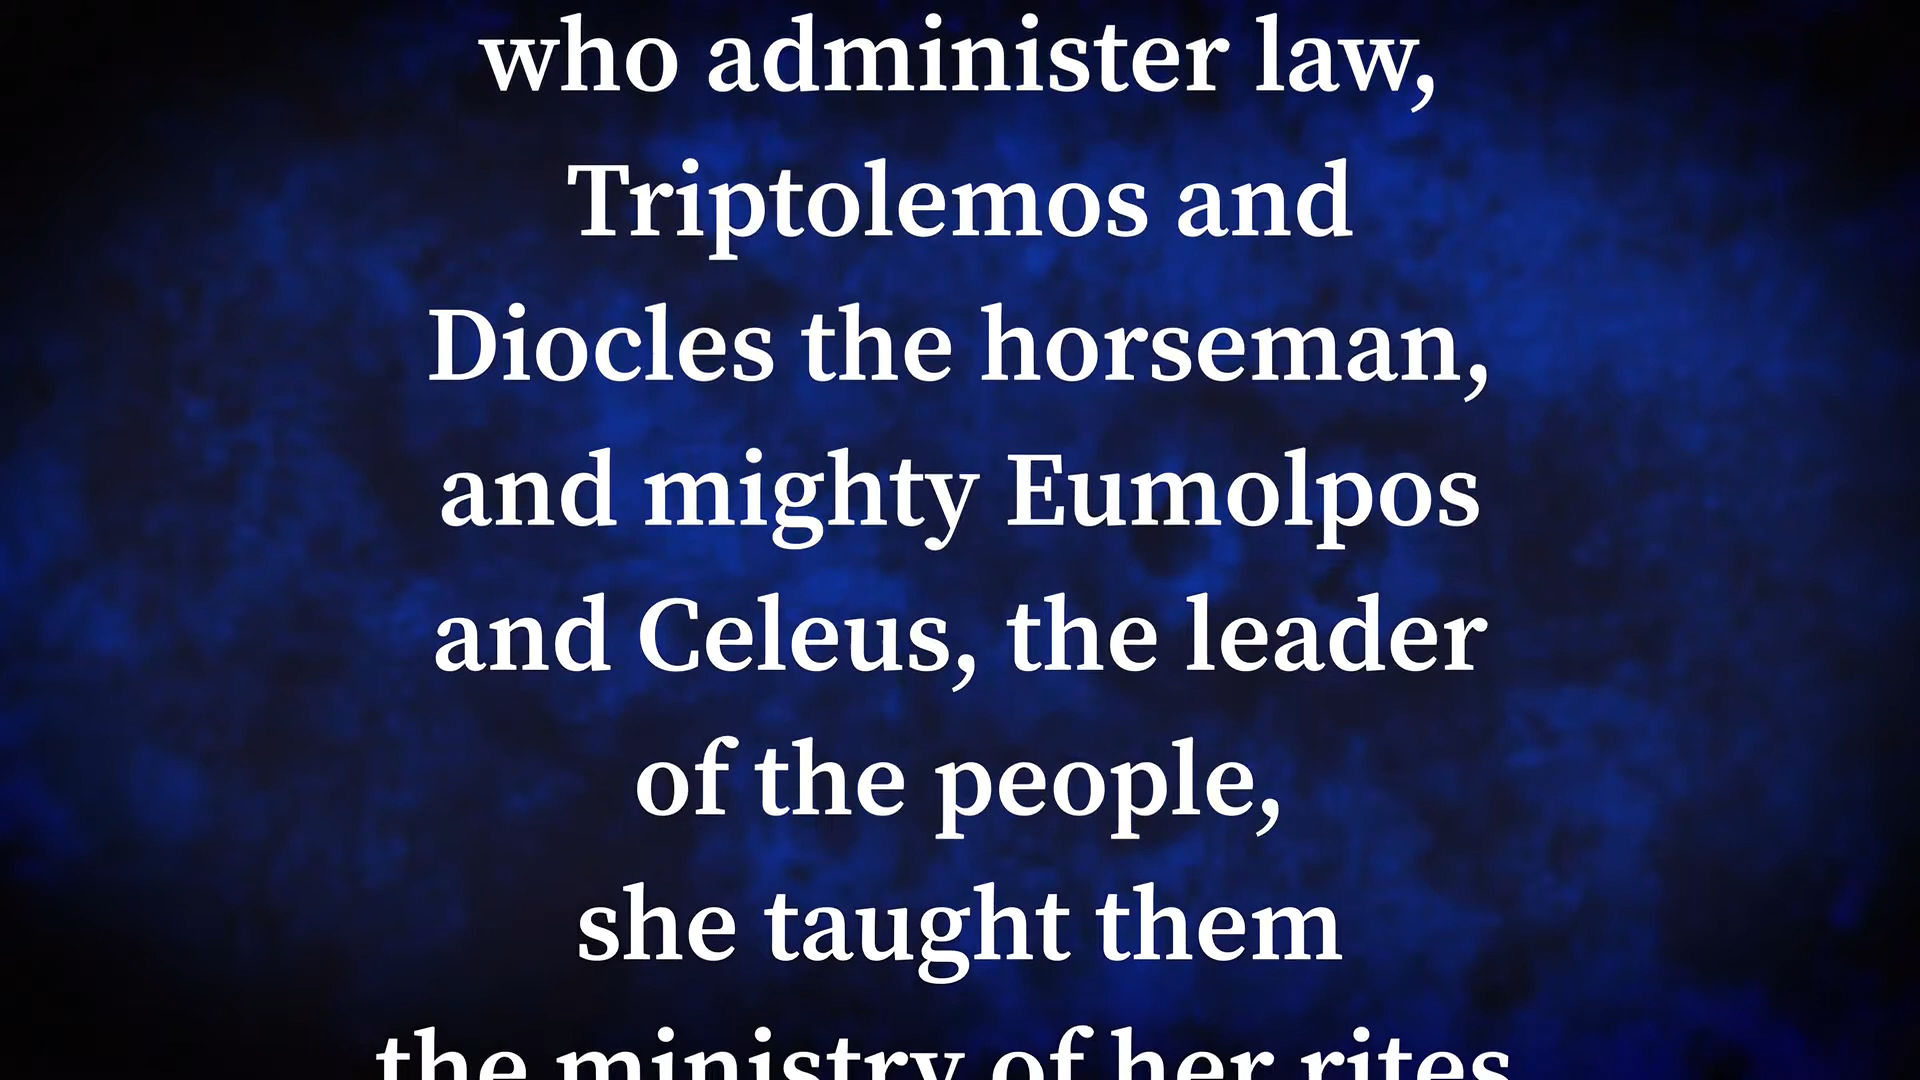 who administer law,
Triptolemos and
Diocles the horseman,
and mighty Eumolpos
and Celeus, the leader
of the people,
she taught them
the ministry of her rites